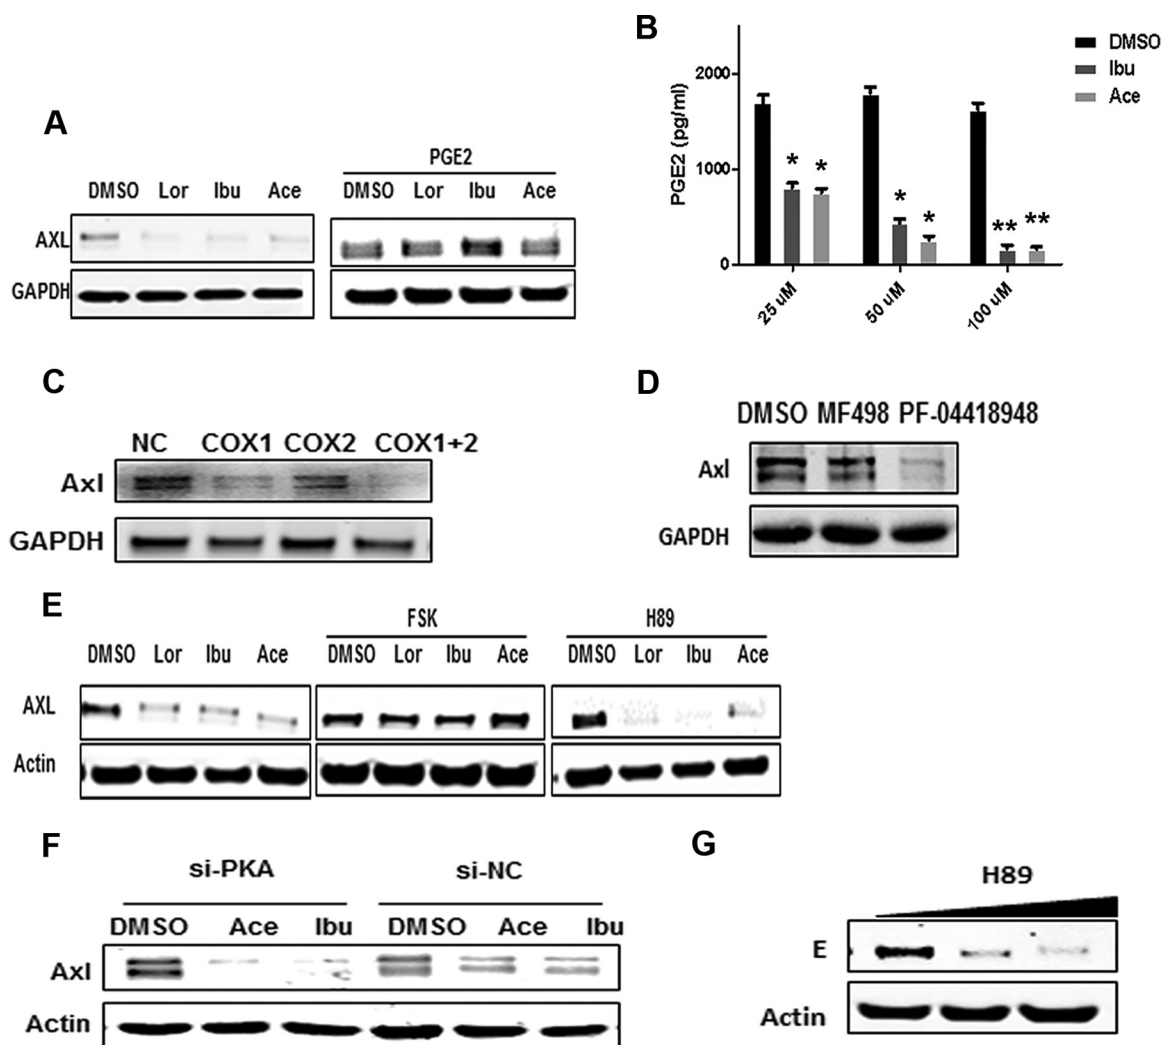 A
PGE2
DMSO Lor Ibu Ace DMSO Lor Ibu Ace
AXL
GAPDH
B
PGE2 (pg/ml)
2000
1000
0
* *
* *
** **
25 uM 50 uM 100 uM
DMSO
Ibu
Ace
C
NC COX1 COX2 COX1+2
Axl
GAPDH
D
DMSO MF498 PF-04418948
Axl
GAPDH
E
FSK H89
DMSO Lor Ibu Ace DMSO Lor Ibu Ace DMSO Lor Ibu Ace
AXL
Actin
F
si-PKA si-NC
DMSO Ace Ibu DMSO Ace Ibu
Axl
Actin
G
H89
E
Actin